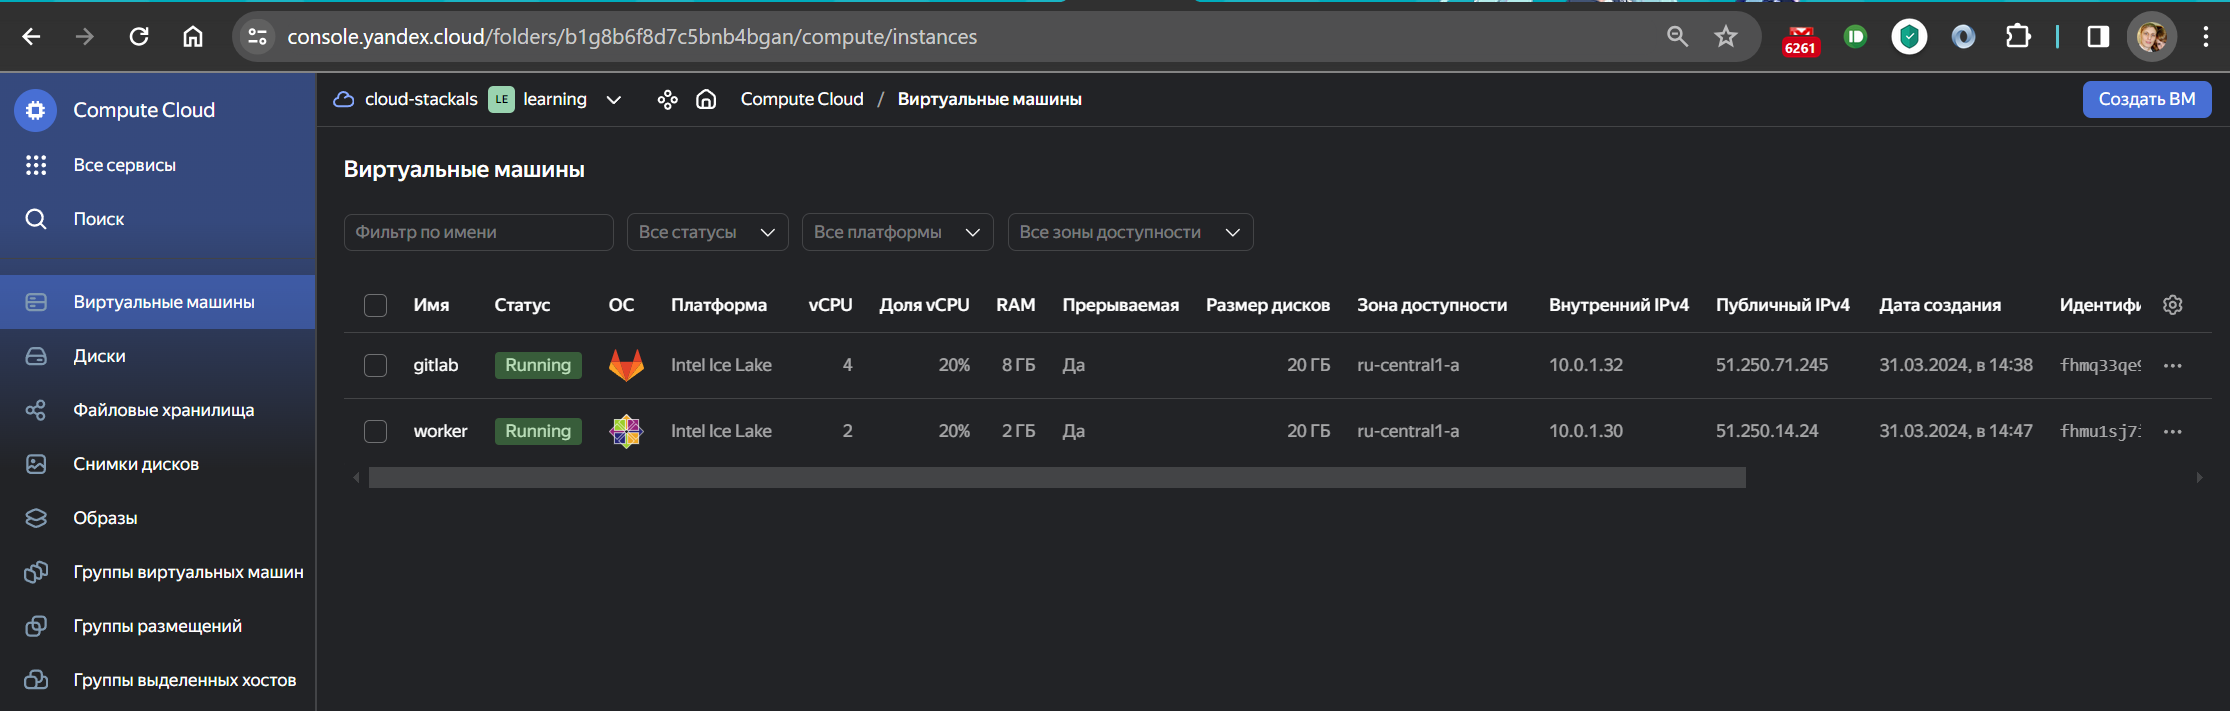 console.yandex.cloud/folders/b1g8b6f8d7c5bnb4bgan/compute/instances
6261
Compute Cloud
Все сервисы
Поиск
Виртуальные машины
Диски
Файловые хранилища
Снимки дисков
Образы
Группы виртуальных машин
Группы размещений
Группы выделенных хостов
cloud-stackals LE learning Compute Cloud / Виртуальные машины
Создать ВМ
Виртуальные машины
Фильтр по имени Все статусы Все платформы Все зоны доступности
Имя Статус ОС Платформа vCPU Доля vCPU RAM Прерываемая Размер дисков Зона доступности Внутренний IPv4 Публичный IPv4 Дата создания Идентифи
gitlab Running Intel Ice Lake 4 20% 8 ГБ Да 20 ГБ ru-central1-a 10.0.1.32 51.250.71.245 31.03.2024, в 14:38 fhmq33qe9
worker Running Intel Ice Lake 2 20% 2 ГБ Да 20 ГБ ru-central1-a 10.0.1.30 51.250.14.24 31.03.2024, в 14:47 fhmu1sj7